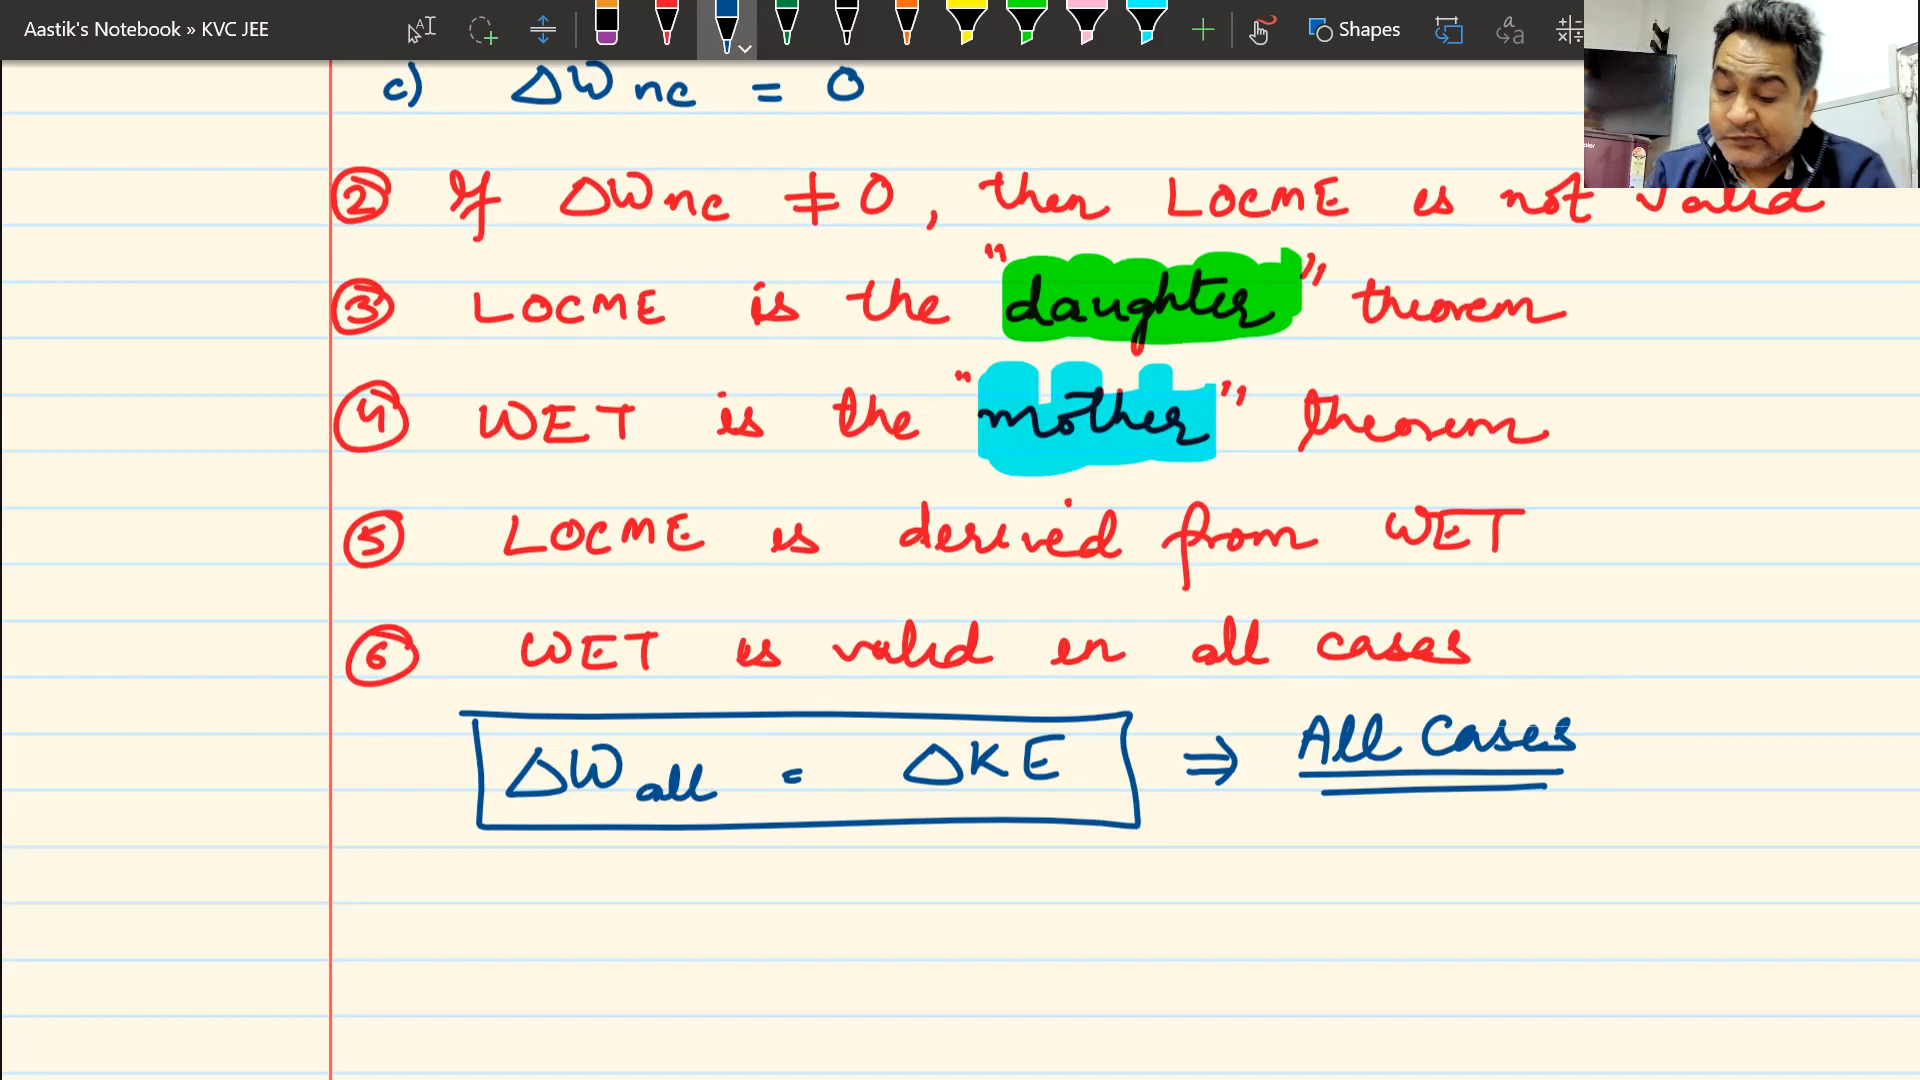 Aastik's Notebook » KVC JEE
Shapes
c) ΔWnc = 0
② If ΔWnc ≠ 0, then LOCME is not valid
③ LOCME is the "daughter" theorem
④ WET is the "mother" theorem
⑤ LOCME is derived from WET
⑥ WET is valid in all cases
ΔWall = ΔKE ⇒ All Cases